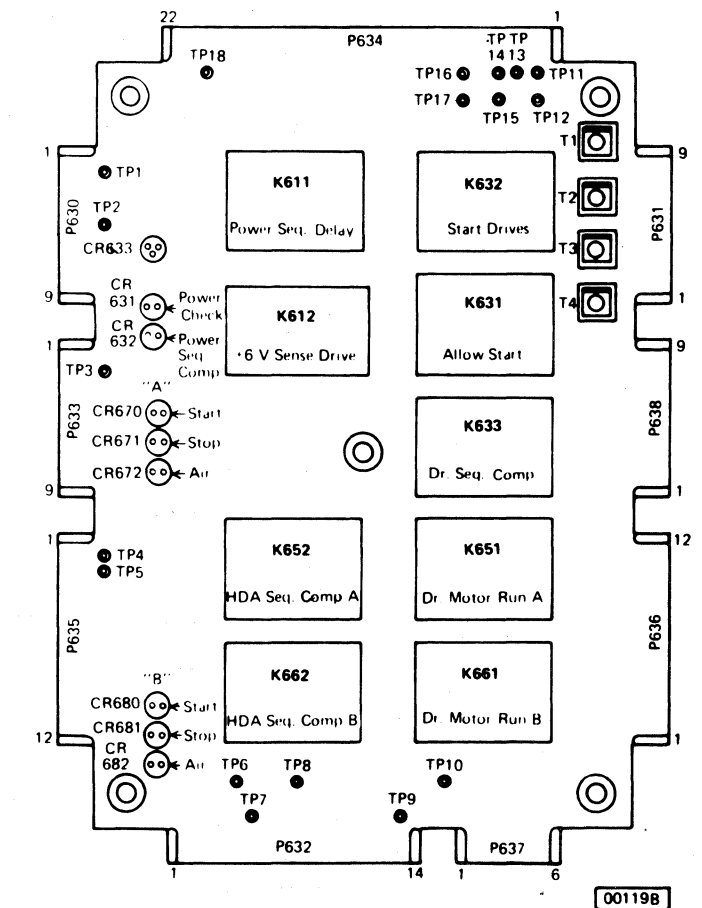 22
P634
1
TP18
TP TP
14 13
TP16
TP11
TP17
TP15
TP12
T1
1
9
TP1
K611
Power Seq. Delay
K632
Start Drives
T2
P630
TP2
P631
CR633
T3
CR
631
Power
Check
9
T4
1
K612
+6 V Sense Drive
K631
Allow Start
CR
632
Power
Seq
Comp
1
9
TP3
"A"
P633
CR670
Start
CR671
Stop
CR672
Air
K633
Dr. Seq. Comp
P638
9
1
1
12
TP4
TP5
K652
HDA Seq. Comp A
K651
Dr. Motor Run A
P635
P636
"B"
K662
HDA Seq. Comp B
K661
Dr. Motor Run B
CR680
Start
CR681
Stop
CR
682
Air
12
1
TP6
TP8
TP10
TP7
TP9
P632
P637
1
14
1
6
00119B